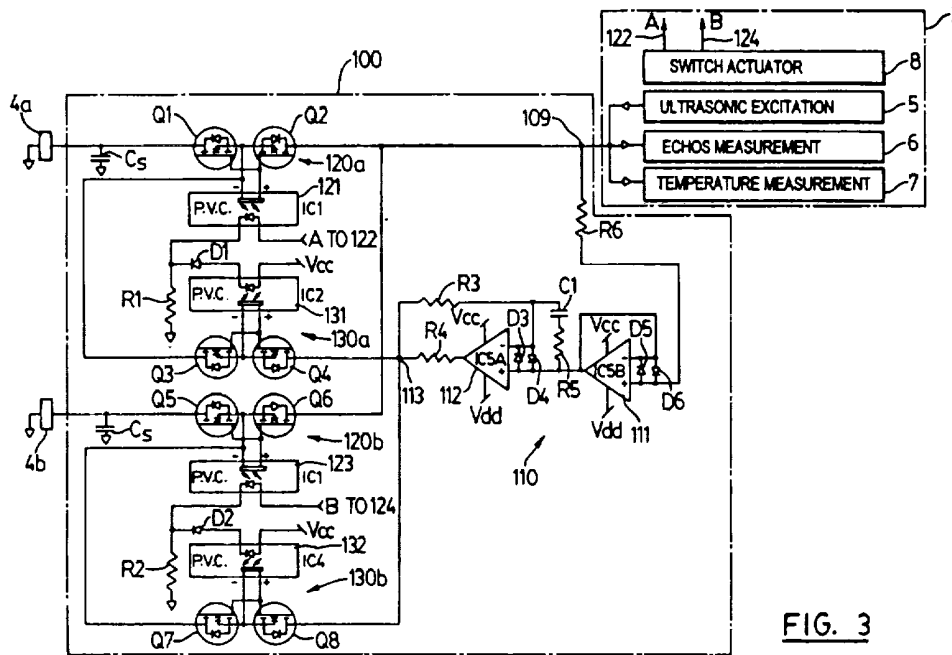 A
B
122
124
SWITCH ACTUATOR
8
ULTRASONIC EXCITATION
5
ECHOS MEASUREMENT
6
TEMPERATURE MEASUREMENT
7
100
109
4a
Q1
Q2
Cs
120a
121
P.V.C.
IC1
A TO 122
D1
Vcc
R1
P.V.C.
IC2
131
130a
Q3
Q4
R6
R3
C1
Vcc
D3
R4
IC5A
R5
D4
113
112
Vdd
Vcc
D5
IC5B
D6
Vdd
111
110
Q5
Q6
4b
Cs
120b
123
P.V.C.
IC1
B TO 124
D2
Vcc
R2
132
P.V.C.
IC4
130b
Q7
Q8
- +
- +
- +
- +
- +
- +
FIG. 3